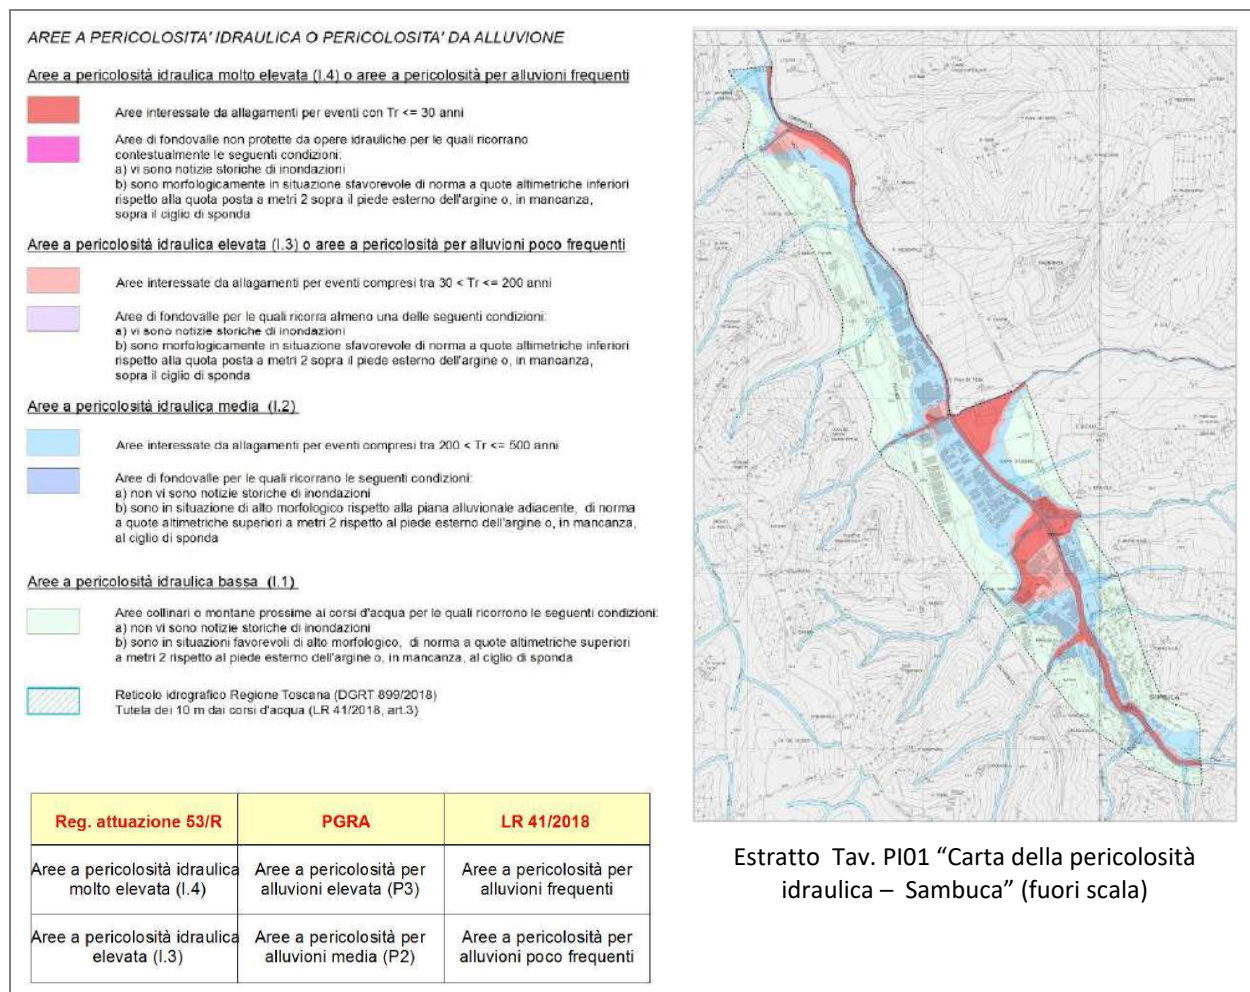 AREE A PERICOLOSITA' IDRAULICA O PERICOLOSITA' DA ALLUVIONE
Aree a pericolosità idraulica molto elevata (I.4) o aree a pericolosità per alluvioni frequenti
Aree interessate da allagamenti per eventi con Tr <= 30 anni
Aree di fondovalle non protette da opere idrauliche per le quali ricorrano
contestualmente le seguenti condizioni:
a) vi sono notizie storiche di inondazioni
b) sono morfologicamente in situazione sfavorevole di norma a quote altimetriche inferiori
rispetto alla quota posta a metri 2 sopra il piede esterno dell'argine o, in mancanza,
sopra il ciglio di sponda
Aree a pericolosità idraulica elevata (I.3) o aree a pericolosità per alluvioni poco frequenti
Aree interessate da allagamenti per eventi compresi tra 30 < Tr <= 200 anni
Aree di fondovalle per le quali ricorra almeno una delle seguenti condizioni:
a) vi sono notizie storiche di inondazioni
b) sono morfologicamente in situazione sfavorevole di norma a quote altimetriche inferiori
rispetto alla quota posta a metri 2 sopra il piede esterno dell'argine o, in mancanza,
sopra il ciglio di sponda
Aree a pericolosità idraulica media (I.2)
Aree interessate da allagamenti per eventi compresi tra 200 < Tr <= 500 anni
Aree di fondovalle per le quali ricorrano le seguenti condizioni:
a) non vi sono notizie storiche di inondazioni
b) sono in situazione di alto morfologico rispetto alla piana alluvionale adiacente, di norma
a quote altimetriche superiori a metri 2 rispetto al piede esterno dell'argine o, in mancanza,
al ciglio di sponda
Aree a pericolosità idraulica bassa (I.1)
Aree collinari o montane prossime ai corsi d'acqua per le quali ricorrono le seguenti condizioni:
a) non vi sono notizie storiche di inondazioni
b) sono in situazioni favorevoli di alto morfologico, di norma a quote altimetriche superiori
a metri 2 rispetto al piede esterno dell'argine o, in mancanza, al ciglio di sponda
Reticolo idrografico Regione Toscana (DGRT 899/2018)
Tutela dei 10 m dai corsi d'acqua (LR 41/2018, art.3)
Reg. attuazione 53/R PGRA LR 41/2018
Aree a pericolosità idraulica Aree a pericolosità per Aree a pericolosità per
molto elevata (I.4) alluvioni elevata (P3) alluvioni frequenti
Aree a pericolosità idraulica Aree a pericolosità per Aree a pericolosità per
elevata (I.3) alluvioni media (P2) alluvioni poco frequenti
SAMBUCA
Estratto Tav. PI01 “Carta della pericolosità
idraulica – Sambuca” (fuori scala)